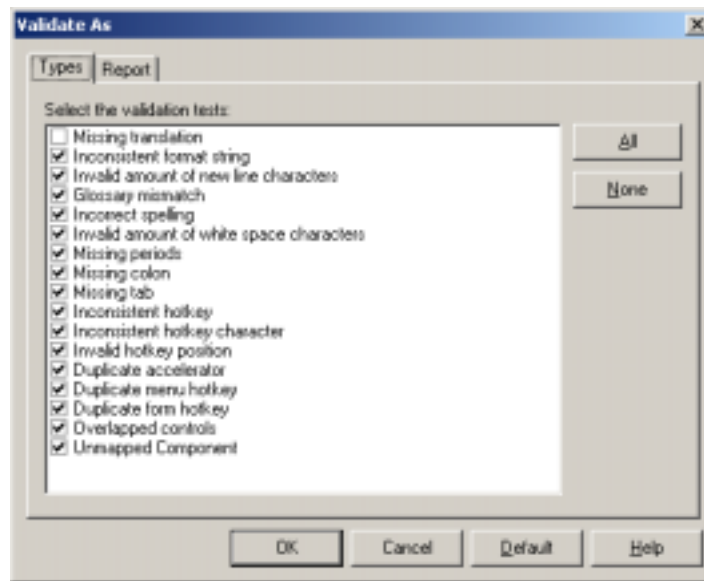 Validate As
Types
Report
Select the validation tests:
Missing translation
Inconsistent format string
Invalid amount of new line characters
Glossary mismatch
Incorrect spelling
Invalid amount of white space characters
Missing periods
Missing colon
Missing tab
Inconsistent hotkey
Inconsistent hotkey character
Invalid hotkey position
Duplicate accelerator
Duplicate menu hotkey
Duplicate form hotkey
Overlapped controls
Unmapped Component
All
None
OK
Cancel
Default
Help